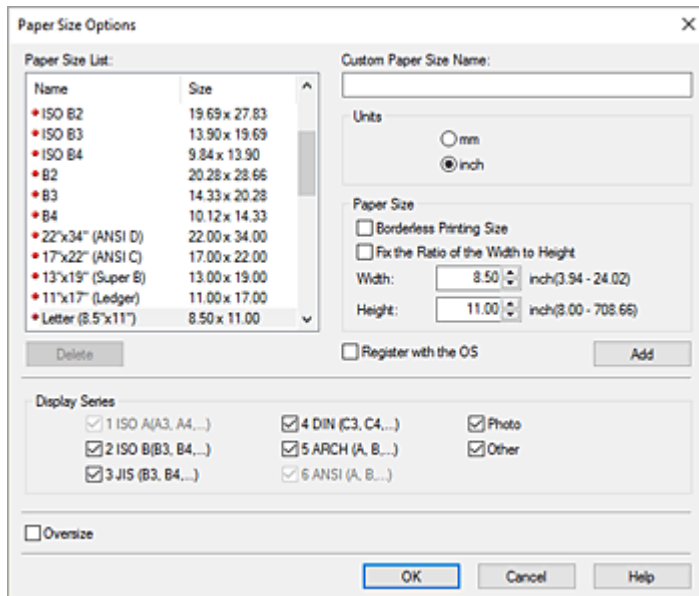 Paper Size Options
Paper Size List:
Name Size
ISO B2 19.69 x 27.83
ISO B3 13.90 x 19.69
ISO B4 9.84 x 13.90
B2 20.28 x 28.66
B3 14.33 x 20.28
B4 10.12 x 14.33
22"x34" (ANSI D) 22.00 x 34.00
17"x22" (ANSI C) 17.00 x 22.00
13"x19" (Super B) 13.00 x 19.00
11"x17" (Ledger) 11.00 x 17.00
Letter (8.5"x11") 8.50 x 11.00
Delete
Custom Paper Size Name:
Units
mm
inch
Paper Size
Borderless Printing Size
Fix the Ratio of the Width to Height
Width: 8.50 inch(3.94 - 24.02)
Height: 11.00 inch(8.00 - 708.66)
Register with the OS Add
Display Series
1 ISO A(A3, A4,...) 4 DIN (C3, C4,...) Photo
2 ISO B(B3, B4,...) 5 ARCH (A, B,...) Other
3 JIS (B3, B4,...) 6 ANSI (A, B,...)
Oversize
OK Cancel Help